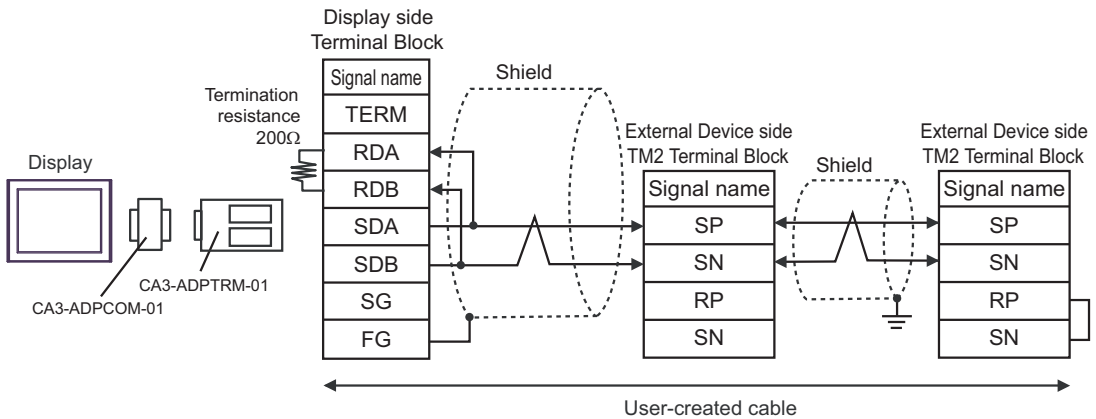 Display side
Terminal Block
Signal name
TERM
RDA
RDB
SDA
SDB
SG
FG
Termination
resistance
200Ω
Shield
Display
CA3-ADPCOM-01
CA3-ADPTRM-01
External Device side
TM2 Terminal Block
Signal name
SP
SN
RP
SN
Shield
External Device side
TM2 Terminal Block
Signal name
SP
SN
RP
SN
User-created cable